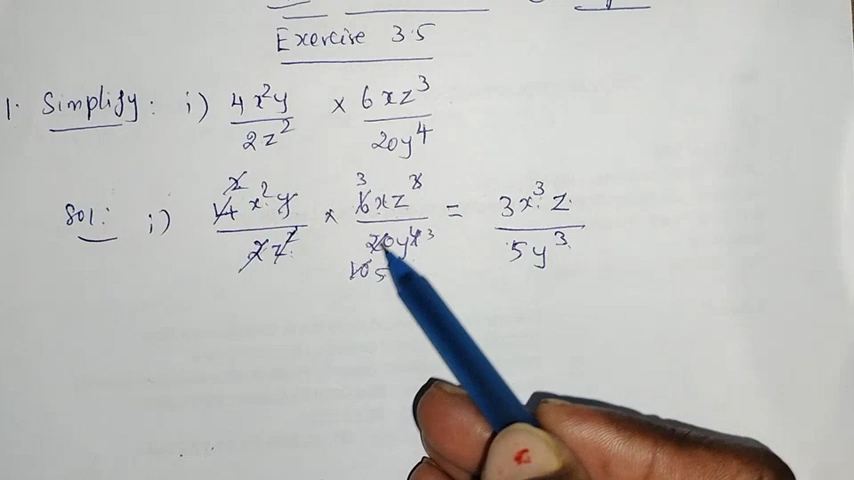 Exercise 3.5
1. Simplify: i) 4x²y/2z² × 6xz³/20y⁴
Sol: i) 4x²y/2z² × 6xz³/20y⁴ = 3x³z/5y³